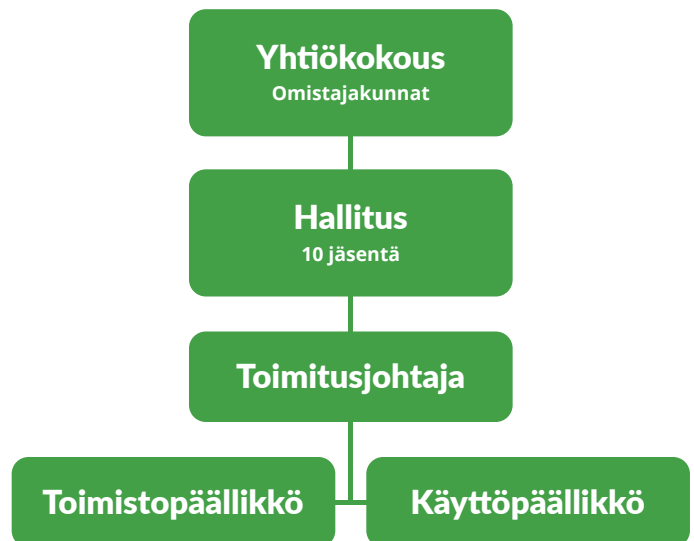 Yhtiökokous
Omistajakunnat
Hallitus
10 jäsentä
Toimitusjohtaja
Toimistopäällikkö
Käyttöpäällikkö